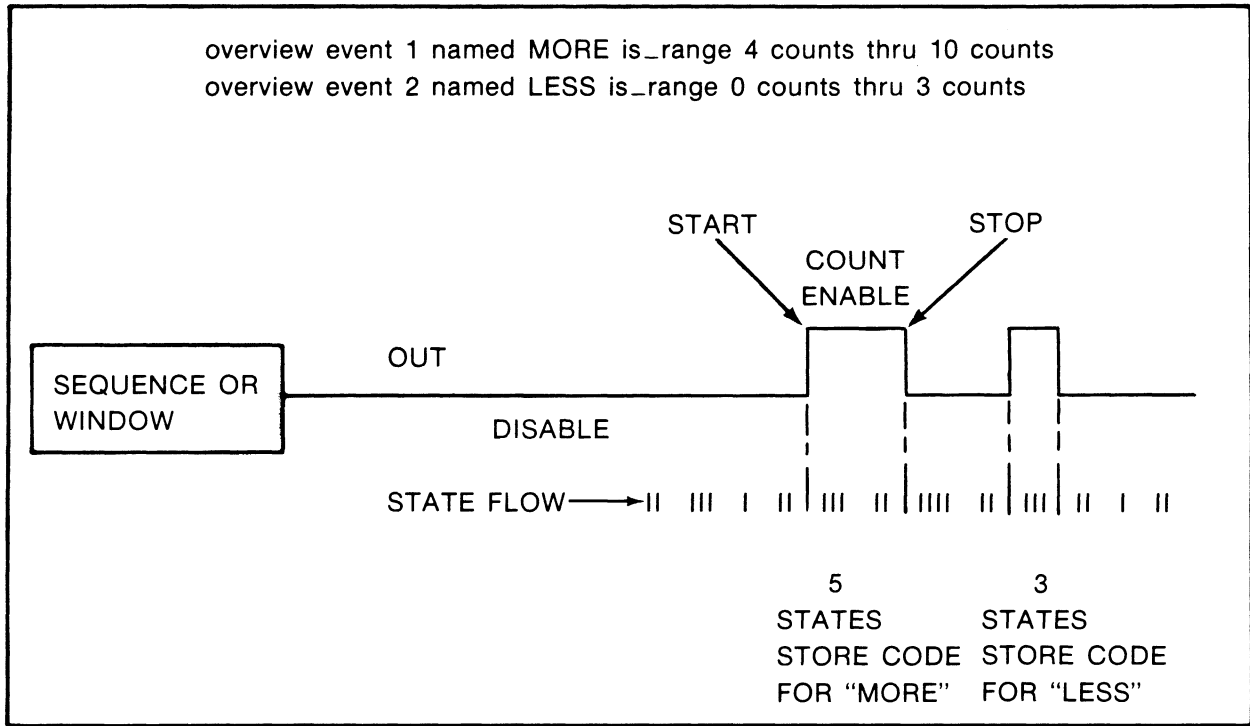 overview event 1 named MORE is_range 4 counts thru 10 counts
overview event 2 named LESS is_range 0 counts thru 3 counts
START
STOP
COUNT
ENABLE
OUT
SEQUENCE OR
WINDOW
DISABLE
STATE FLOW
5
STATES
STORE CODE
FOR “MORE”
3
STATES
STORE CODE
FOR “LESS”